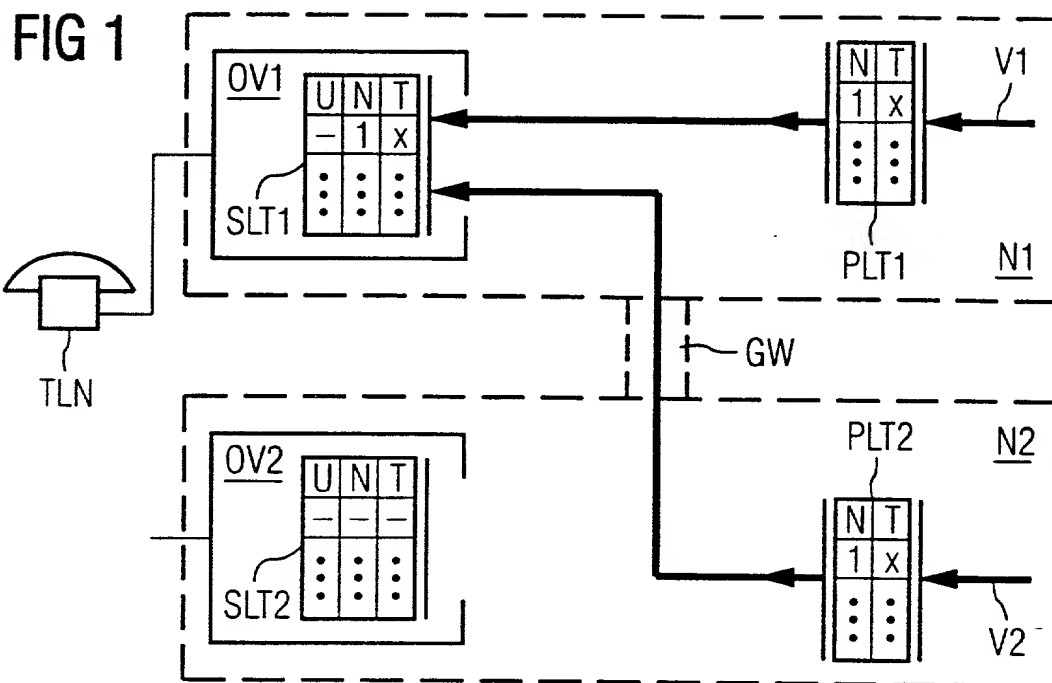 FIG 1
OV1
U N T
– 1 x
SLT1
N T
1 x
PLT1
V1
N1
TLN
GW
OV2
U N T
– – –
SLT2
PLT2
N T
1 x
V2
N2